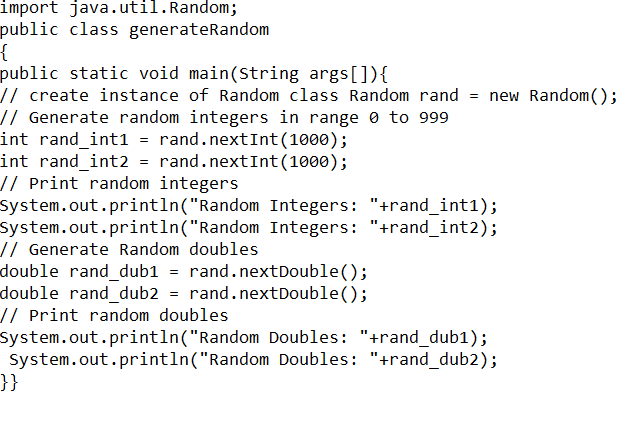 import java.util.Random;
public class generateRandom
{
public static void main(String args[]){
// create instance of Random class Random rand = new Random();
// Generate random integers in range 0 to 999
int rand_int1 = rand.nextInt(1000);
int rand_int2 = rand.nextInt(1000);
// Print random integers
System.out.println("Random Integers: "+rand_int1);
System.out.println("Random Integers: "+rand_int2);
// Generate Random doubles
double rand_dub1 = rand.nextDouble();
double rand_dub2 = rand.nextDouble();
// Print random doubles
System.out.println("Random Doubles: "+rand_dub1);
 System.out.println("Random Doubles: "+rand_dub2);
}}